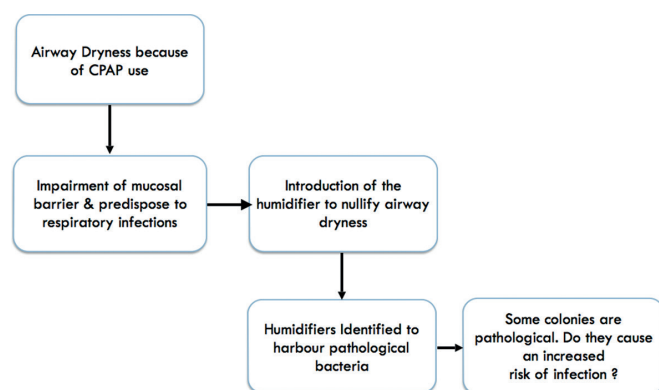 Airway Dryness because
of CPAP use
Impairment of mucosal
barrier & predispose to
respiratory infections
Introduction of the
humidifier to nullify airway
dryness
Humidifiers Identified to
harbour pathological
bacteria
Some colonies are
pathological. Do they cause
an increased
risk of infection ?